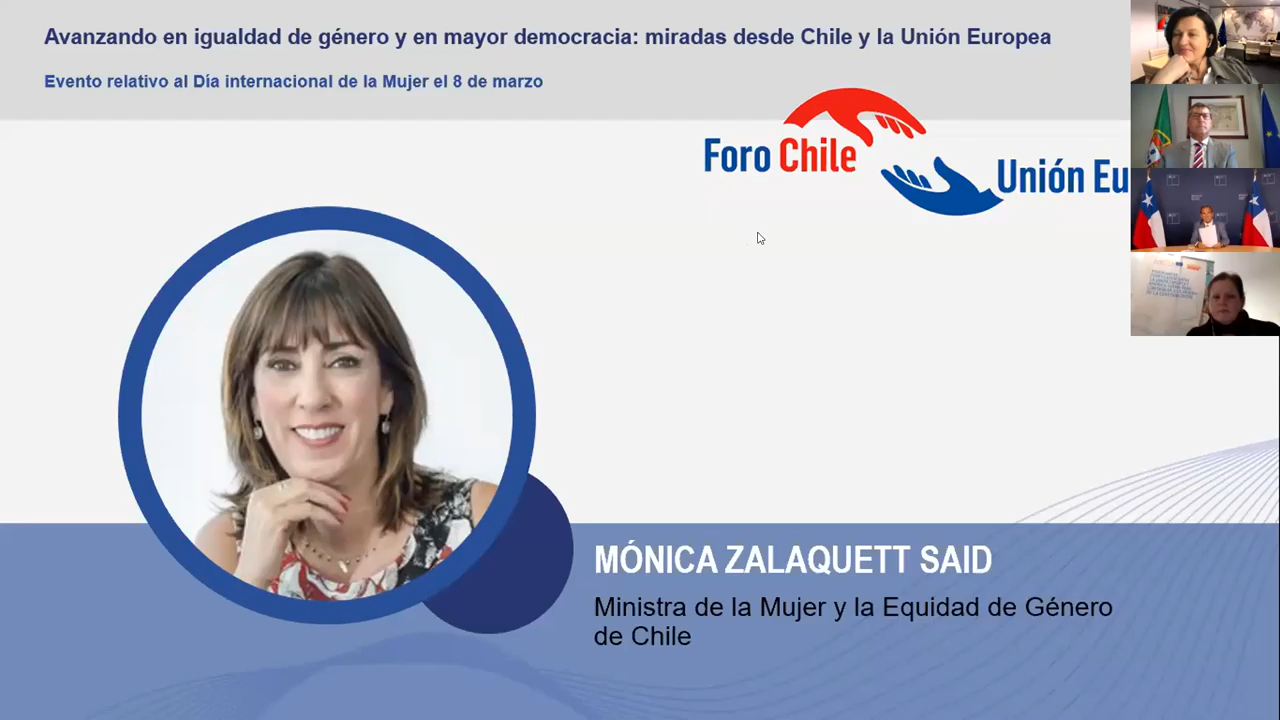 Avanzando en igualdad de género y en mayor democracia: miradas desde Chile y la Unión Europea
Evento relativo al Día internacional de la Mujer el 8 de marzo
Foro Chile
Unión Eu
MÓNICA ZALAQUETT SAID
Ministra de la Mujer y la Equidad de Género
de Chile